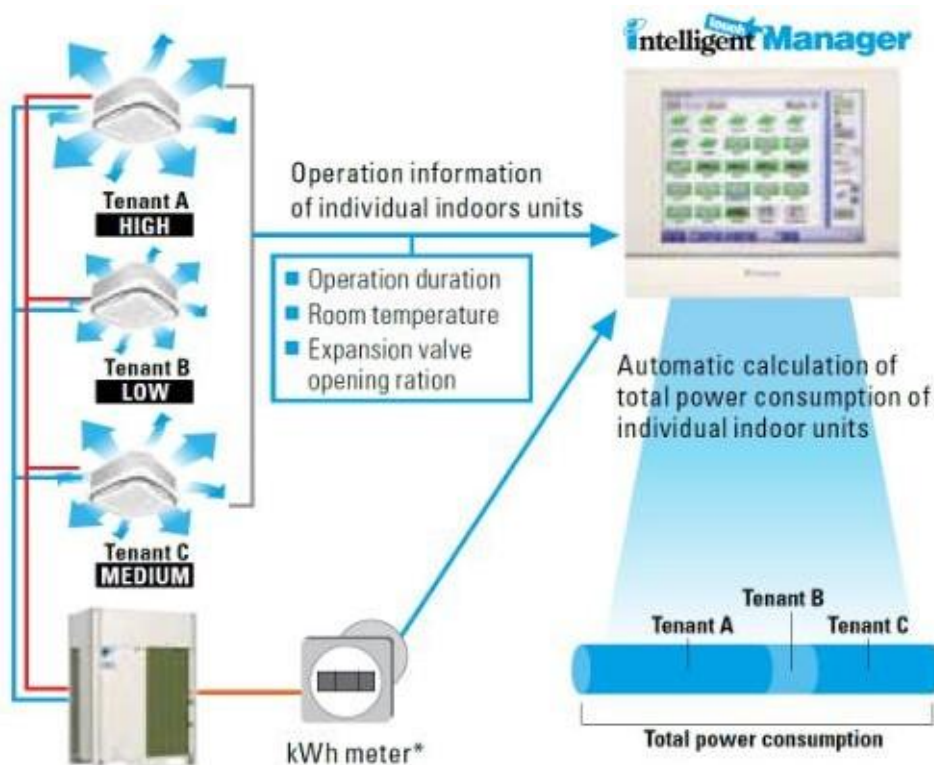 touch
intelligent Manager
Tenant A
HIGH
Operation information
of individual indoors units
Operation duration
Room temperature
Expansion valve
opening ration
Tenant B
LOW
Automatic calculation of
total power consumption of
individual indoor units
Tenant C
MEDIUM
Tenant B
Tenant A
Tenant C
kWh meter*
Total power consumption